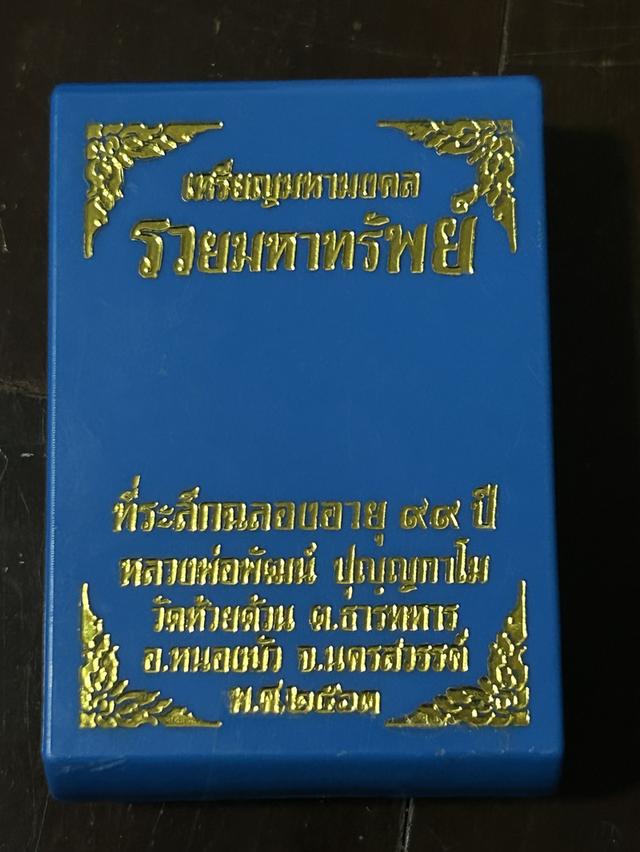 เหรียญมหามงคล
รวยมหาทรัพย์
ที่ระลึกฉลองอายุ ๙๙ ปี
หลวงพ่อพัฒน์ ปุญฺญกาโม
วัดห้วยด้วน ต.ธารทหาร
อ.หนองบัว จ.นครสวรรค์
พ.ศ.๒๕๖๓